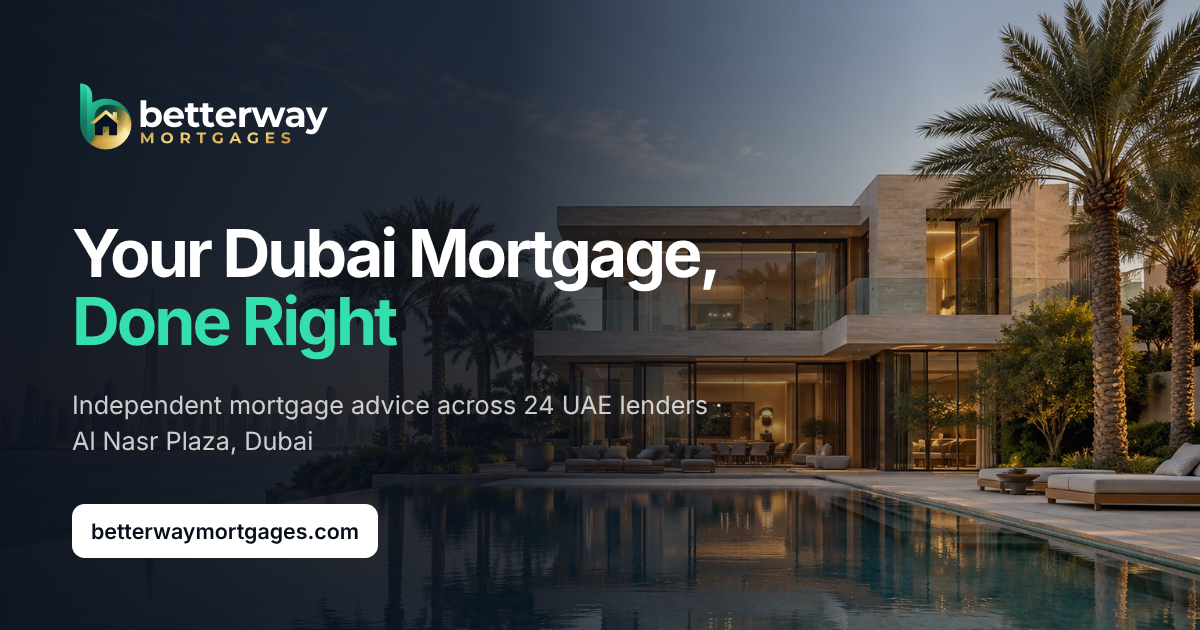 betterway
MORTGAGES
Your Dubai Mortgage,
Done Right
Independent mortgage advice across 24 UAE lenders ·
Al Nasr Plaza, Dubai
betterwaymortgages.com